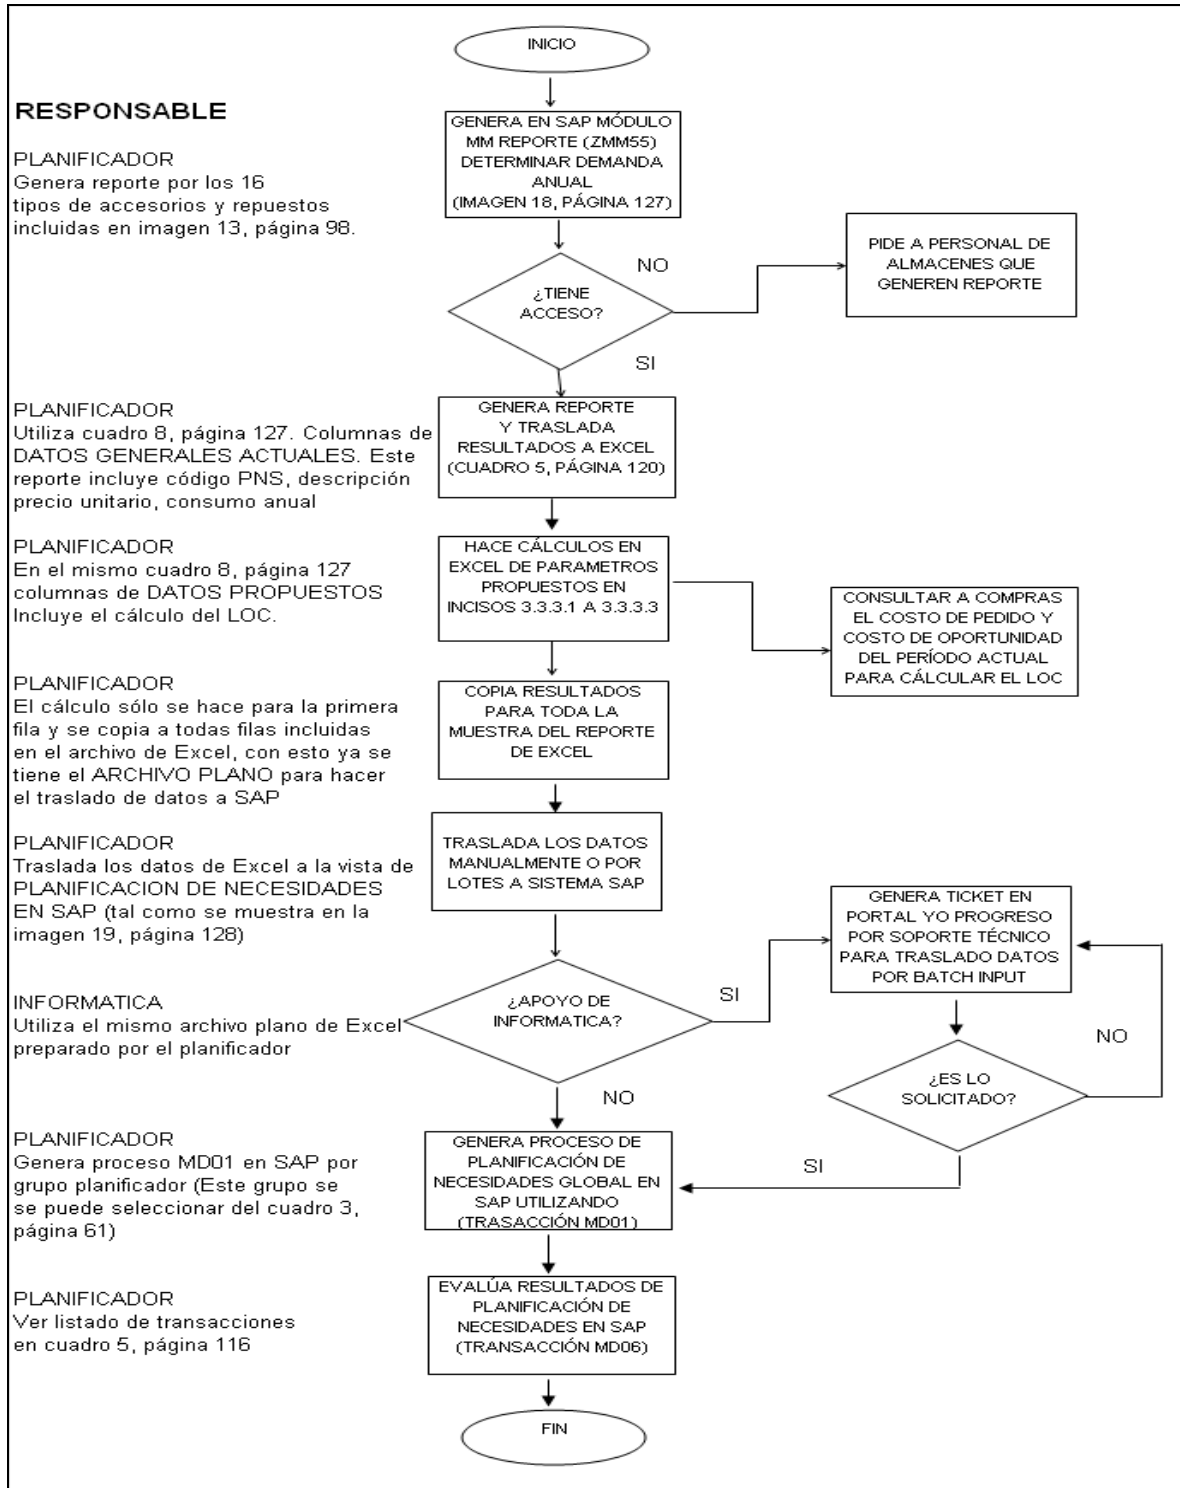 INICIO
RESPONSABLE
PLANIFICADOR
Genera reporte por los 16
tipos de accesorios y repuestos
incluidas en imagen 13, página 98.
GENERA EN SAP MÓDULO
MM REPORTE (ZMM55)
DETERMINAR DEMANDA
ANUAL
(IMAGEN 18, PÁGINA 127)
¿TIENE
ACCESO?
NO
PIDE A PERSONAL DE
ALMACENES QUE
GENEREN REPORTE
SI
PLANIFICADOR
Utiliza cuadro 8, página 127. Columnas de
DATOS GENERALES ACTUALES. Este
reporte incluye código PNS, descripción
precio unitario, consumo anual
GENERA REPORTE
Y TRASLADA
RESULTADOS A EXCEL
(CUADRO 5, PÁGINA 120)
PLANIFICADOR
En el mismo cuadro 8, página 127
columnas de DATOS PROPUESTOS
Incluye el cálculo del LOC.
HACE CÁLCULOS EN
EXCEL DE PARAMETROS
PROPUESTOS EN
INCISOS 3.3.3.1 A 3.3.3.3
CONSULTAR A COMPRAS
EL COSTO DE PEDIDO Y
COSTO DE OPORTUNIDAD
DEL PERÍODO ACTUAL
PARA CÁLCULAR EL LOC
PLANIFICADOR
El cálculo sólo se hace para la primera
fila y se copia a todas filas incluidas
en el archivo de Excel, con esto ya se
tiene el ARCHIVO PLANO para hacer
el traslado de datos a SAP
COPIA RESULTADOS
PARA TODA LA
MUESTRA DEL REPORTE
DE EXCEL
PLANIFICADOR
Traslada los datos de Excel a la vista de
PLANIFICACION DE NECESIDADES
EN SAP (tal como se muestra en la
imagen 19, página 128)
TRASLADA LOS DATOS
MANUALMENTE O POR
LOTES A SISTEMA SAP
GENERA TICKET EN
PORTAL YO PROGRESO
POR SOPORTE TÉCNICO
PARA TRASLADO DATOS
POR BATCH INPUT
INFORMATICA
Utiliza el mismo archivo plano de Excel
preparado por el planificador
¿APOYO DE
INFORMATICA?
SI
NO
¿ES LO
SOLICITADO?
NO
SI
PLANIFICADOR
Genera proceso MD01 en SAP por
grupo planificador (Este grupo se
se puede seleccionar del cuadro 3,
página 61)
GENERA PROCESO DE
PLANIFICACIÓN DE
NECESIDADES GLOBAL EN
SAP UTILIZANDO
(TRASACCIÓN MD01)
PLANIFICADOR
Ver listado de transacciones
en cuadro 5, página 116
EVALÚA RESULTADOS DE
PLANIFICACIÓN DE
NECESIDADES EN SAP
(TRANSACCIÓN MD06)
FIN